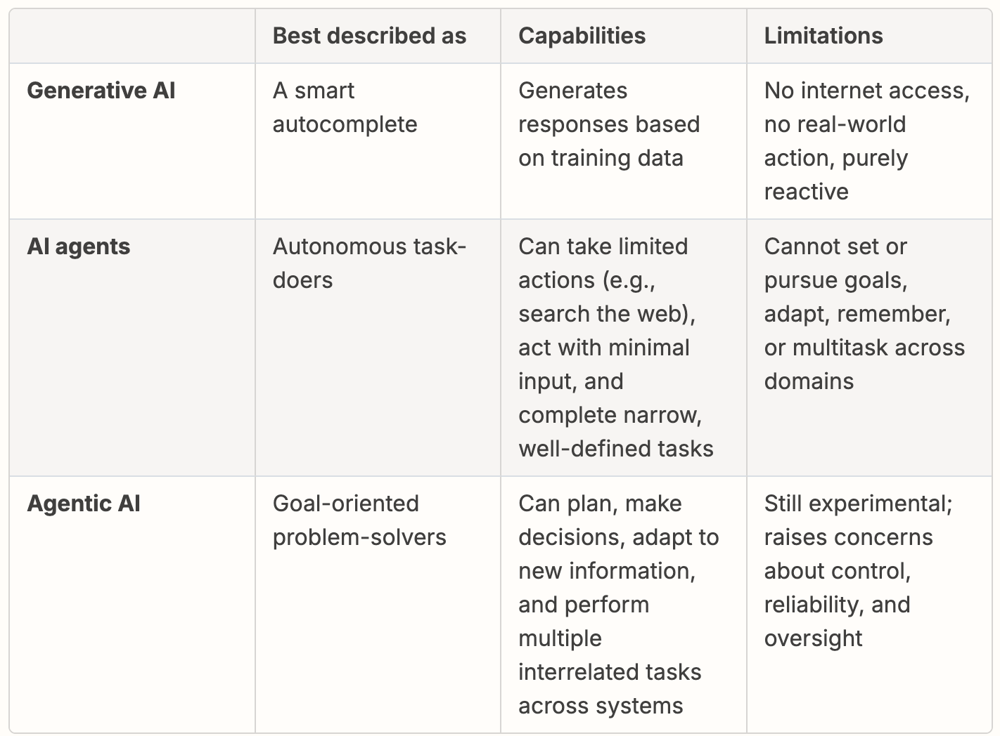 Best described as
Capabilities
Limitations
Generative AI
A smart
autocomplete
Generates
responses based
on training data
No internet access,
no real-world
action, purely
reactive
AI agents
Autonomous task-
doers
Can take limited
actions (e.g.,
search the web),
act with minimal
input, and
complete narrow,
well-defined tasks
Cannot set or
pursue goals,
adapt, remember,
or multitask across
domains
Agentic AI
Goal-oriented
problem-solvers
Can plan, make
decisions, adapt to
new information,
and perform
multiple
interrelated tasks
across systems
Still experimental;
raises concerns
about control,
reliability, and
oversight